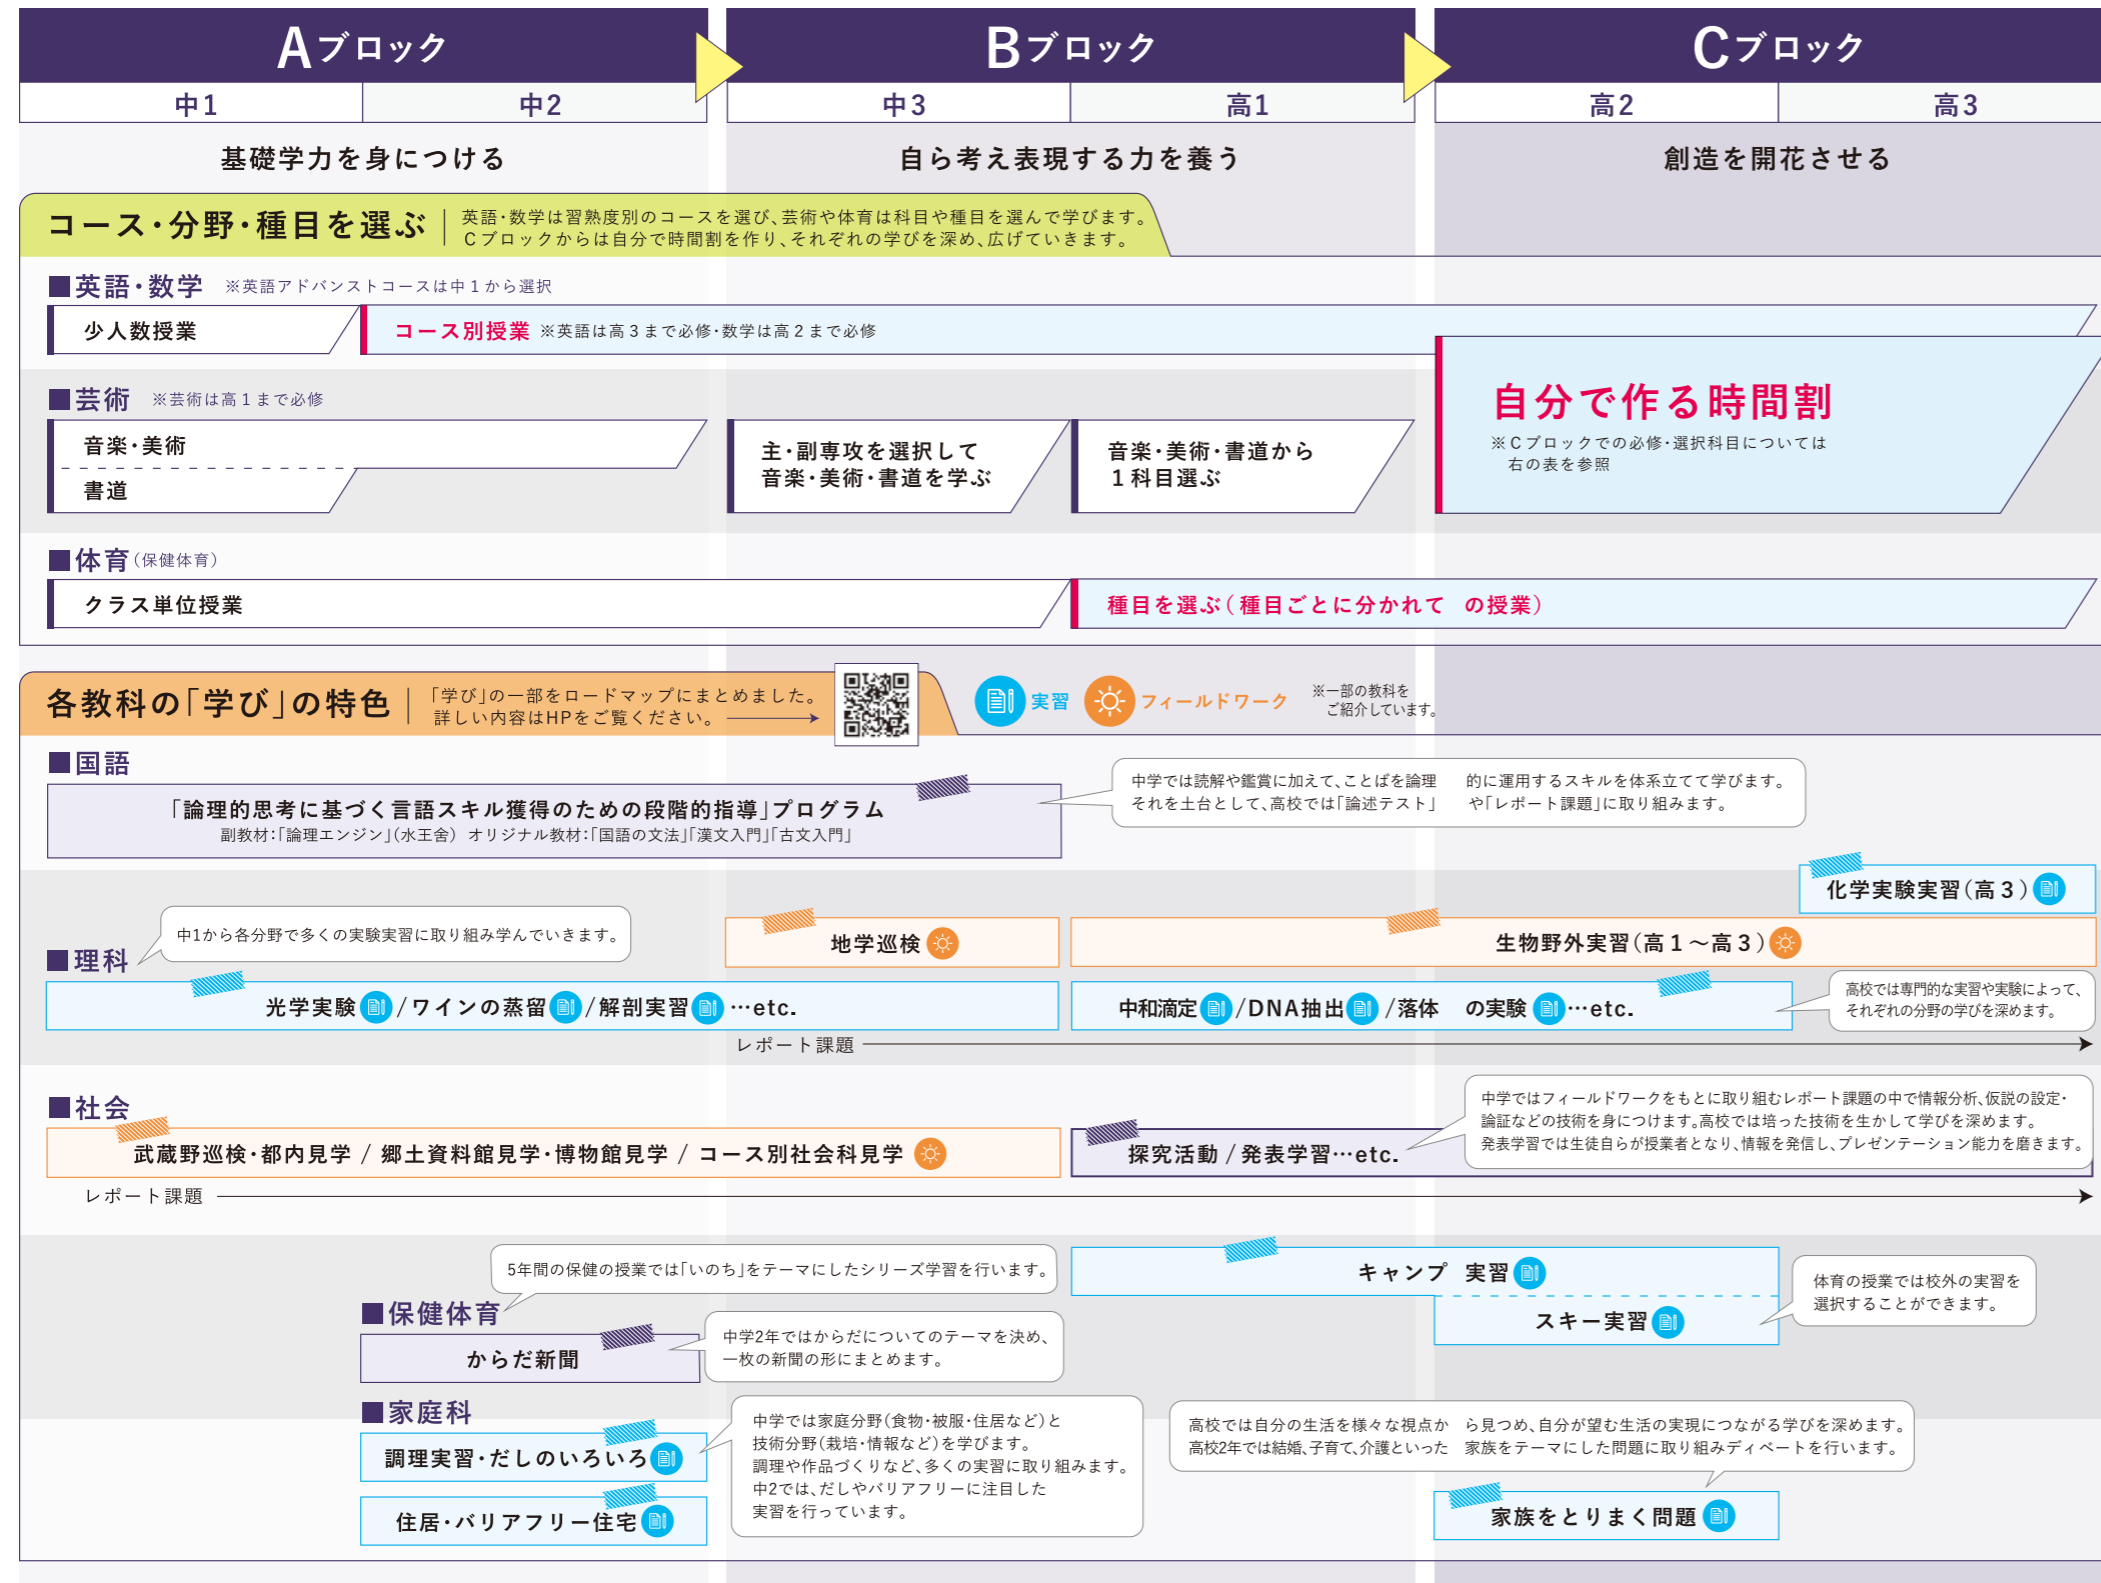 Aブロック
Bブロック
Cブロック
中1
中2
中3
高1
高2
高3
基礎学力を身につける
自ら考え表現する力を養う
創造を開花させる
コース・分野・種目を選ぶ
英語・数学は習熟度別のコースを選び、芸術や体育は科目や種目を選んで学びます。
Cブロックからは自分で時間割を作り、それぞれの学びを深め、広げていきます。
■英語・数学 ※英語アドバンストコースは中1から選択
少人数授業
コース別授業 ※英語は高3まで必修・数学は高2まで必修
自分で作る時間割
※Cブロックでの必修・選択科目については
右の表を参照
■芸術 ※芸術は高1まで必修
音楽・美術
書道
主・副専攻を選択して
音楽・美術・書道を学ぶ
音楽・美術・書道から
1科目選ぶ
■体育(保健体育)
クラス単位授業
種目を選ぶ(種目ごとに分かれて の授業)
各教科の「学び」の特色
「学び」の一部をロードマップにまとめました。
詳しい内容はHPをご覧ください。
実習
フィールドワーク
※一部の教科を
ご紹介しています。
■国語
「論理的思考に基づく言語スキル獲得のための段階的指導」プログラム
副教材:「論理エンジン」(水王舎) オリジナル教材:「国語の文法」「漢文入門」「古文入門」
中学では読解や鑑賞に加えて、ことばを論理 的に運用するスキルを体系立てて学びます。
それを土台として、高校では「論述テスト」 や「レポート課題」に取り組みます。
化学実験実習(高3)
中1から各分野で多くの実験実習に取り組み学んでいきます。
■理科
地学巡検
生物野外実習(高1~高3)
光学実験/ワインの蒸留/解剖実習…etc.
中和滴定/DNA抽出/落体 の実験…etc.
高校では専門的な実習や実験によって、
それぞれの分野の学びを深めます。
レポート課題
■社会
武蔵野巡検・都内見学 / 郷土資料館見学・博物館見学 / コース別社会科見学
探究活動 / 発表学習…etc.
中学ではフィールドワークをもとに取り組むレポート課題の中で情報分析、仮説の設定・
論証などの技術を身につけます。高校では培った技術を生かして学びを深めます。
発表学習では生徒自らが授業者となり、情報を発信し、プレゼンテーション能力を磨きます。
レポート課題
5年間の保健の授業では「いのち」をテーマにしたシリーズ学習を行います。
キャンプ 実習
スキー実習
体育の授業では校外の実習を
選択することができます。
■保健体育
からだ新聞
中学2年ではからだについてのテーマを決め、
一枚の新聞の形にまとめます。
■家庭科
調理実習・だしのいろいろ
住居・バリアフリー住宅
中学では家庭分野(食物・被服・住居など)と
技術分野(栽培・情報など)を学びます。
調理や作品づくりなど、多くの実習に取り組みます。
中2では、だしやバリアフリーに注目した
実習を行っています。
高校では自分の生活を様々な視点か ら見つめ、自分が望む生活の実現につながる学びを深めます。
高校2年では結婚、子育て、介護といった 家族をテーマにした問題に取り組みディベートを行います。
家族をとりまく問題